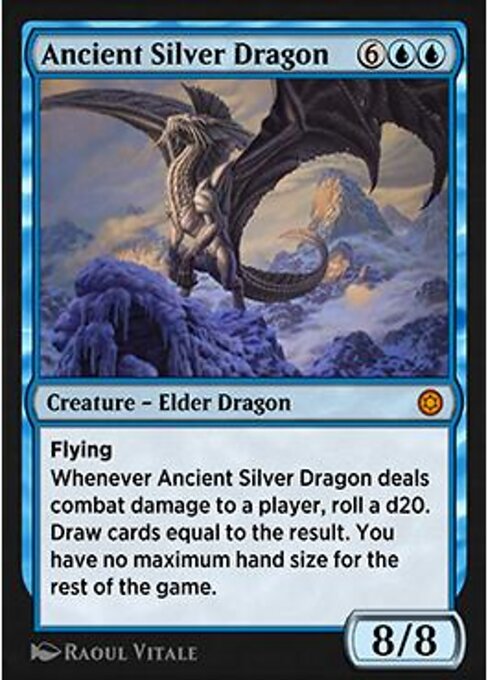 Ancient Silver Dragon 6
Creature – Elder Dragon
Flying
Whenever Ancient Silver Dragon deals
combat damage to a player, roll a d20.
Draw cards equal to the result. You
have no maximum hand size for the
rest of the game.
8/8
Raoul Vitale